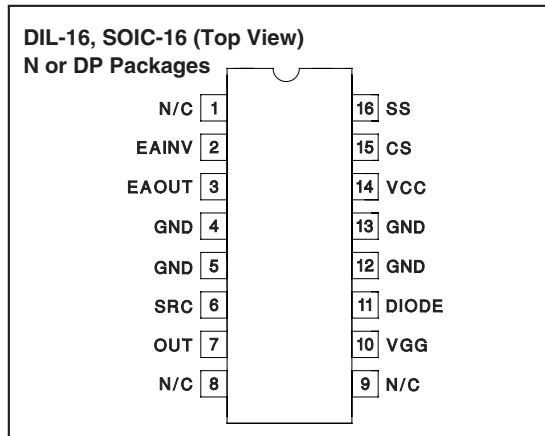 DIL-16, SOIC-16 (Top View)
N or DP Packages
N/C 1 16 SS
EAINV 2 15 CS
EAOUT 3 14 VCC
GND 4 13 GND
GND 5 12 GND
SRC 6 11 DIODE
OUT 7 10 VGG
N/C 8 9 N/C